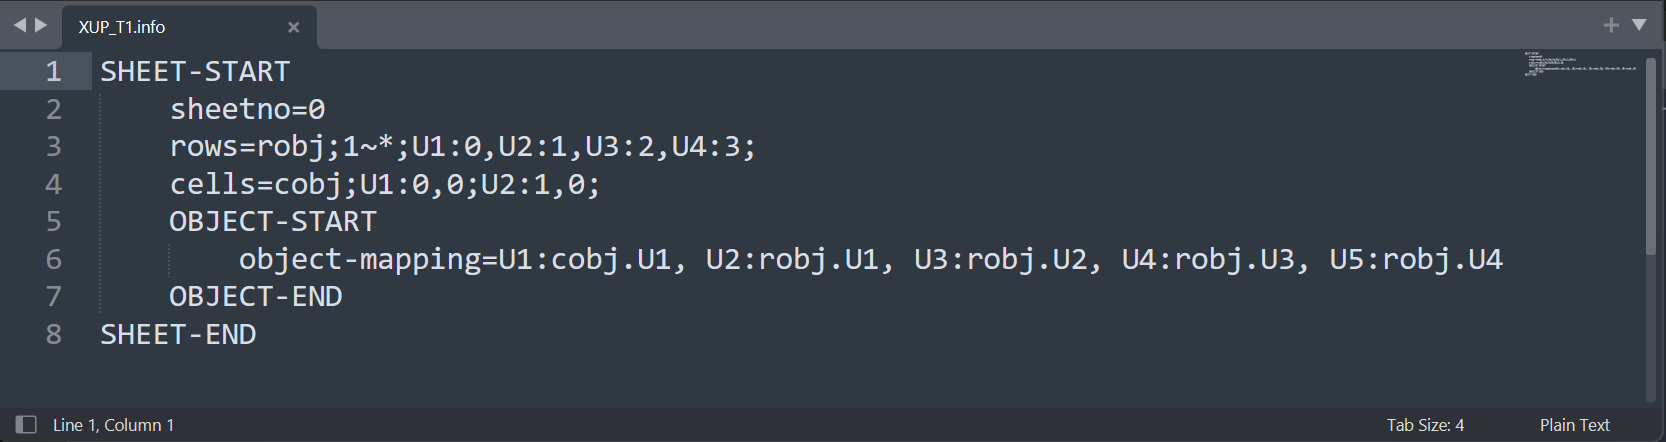 XUP_T1.info
1 SHEET-START
2 sheetno=0
3 rows=robj;1~*;U1:0,U2:1,U3:2,U4:3;
4 cells=cobj;U1:0,0;U2:1,0;
5 OBJECT-START
6 object-mapping=U1:cobj.U1, U2:robj.U1, U3:robj.U2, U4:robj.U3, U5:robj.U4
7 OBJECT-END
8 SHEET-END
Line 1, Column 1 Tab Size: 4 Plain Text